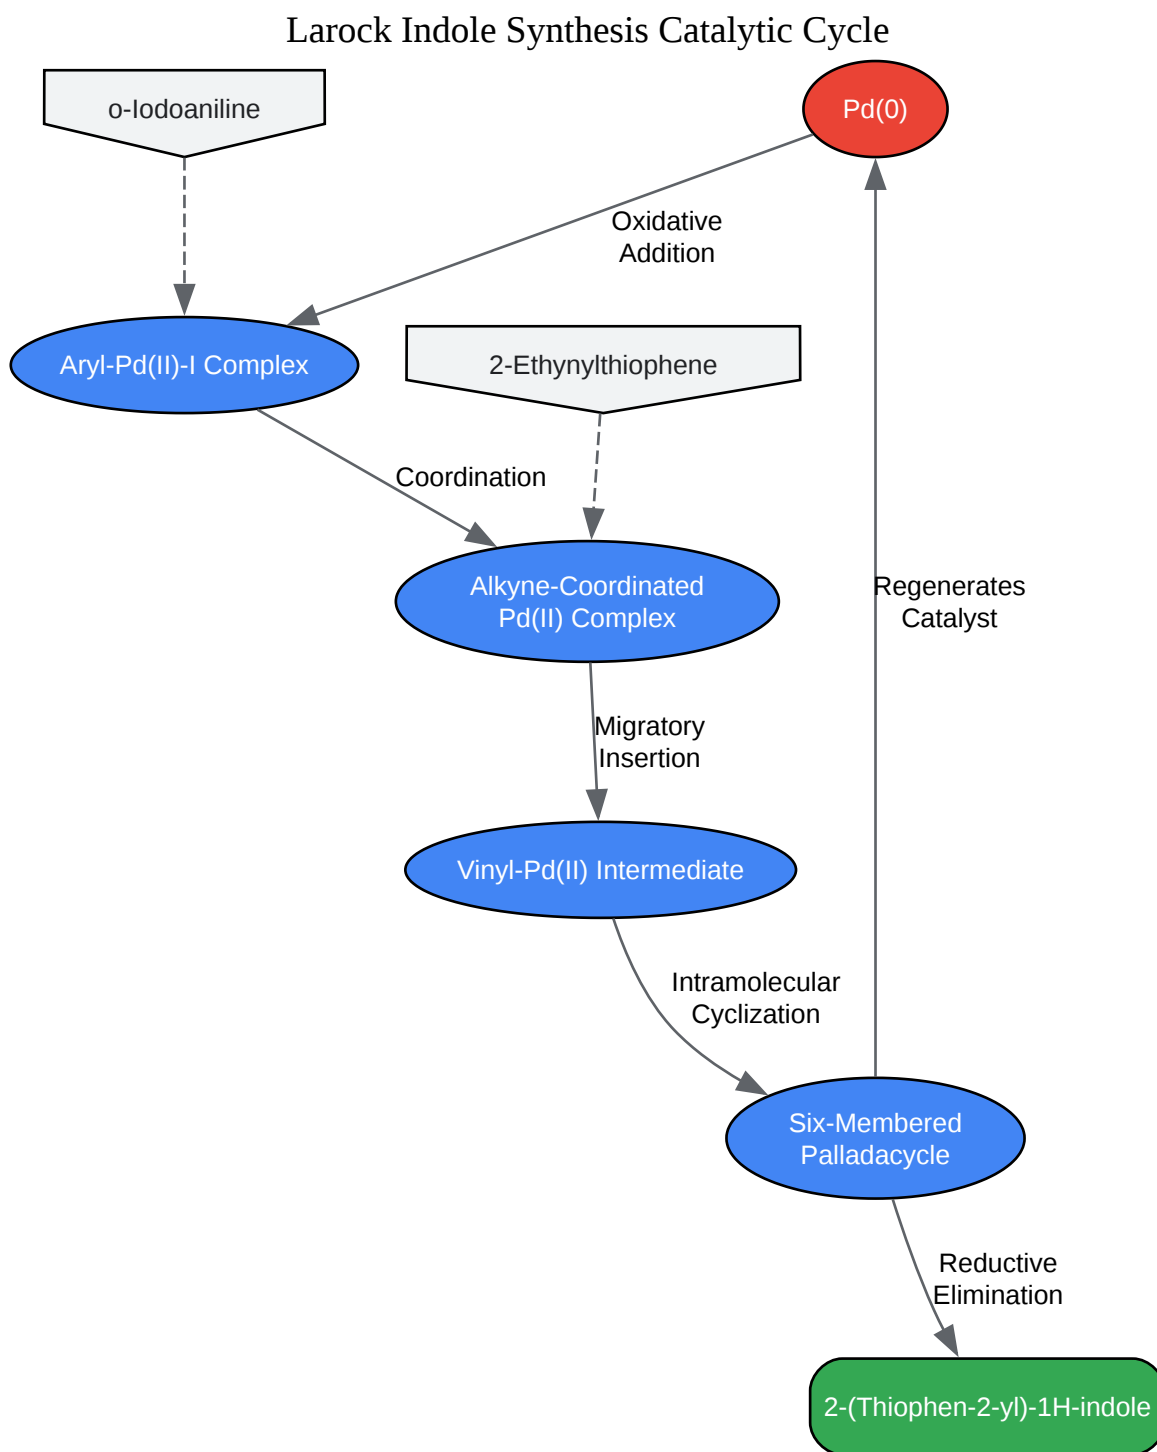 Larock Indole Synthesis Catalytic Cycle
o-Iodoaniline
Pd(0)
Oxidative
Addition
Aryl-Pd(II)-I Complex
2-Ethynylthiophene
Coordination
Alkyne-Coordinated
Pd(II) Complex
Regenerates
Catalyst
Migratory
Insertion
Vinyl-Pd(II) Intermediate
Intramolecular
Cyclization
Six-Membered
Palladacycle
Reductive
Elimination
2-(Thiophen-2-yl)-1H-indole